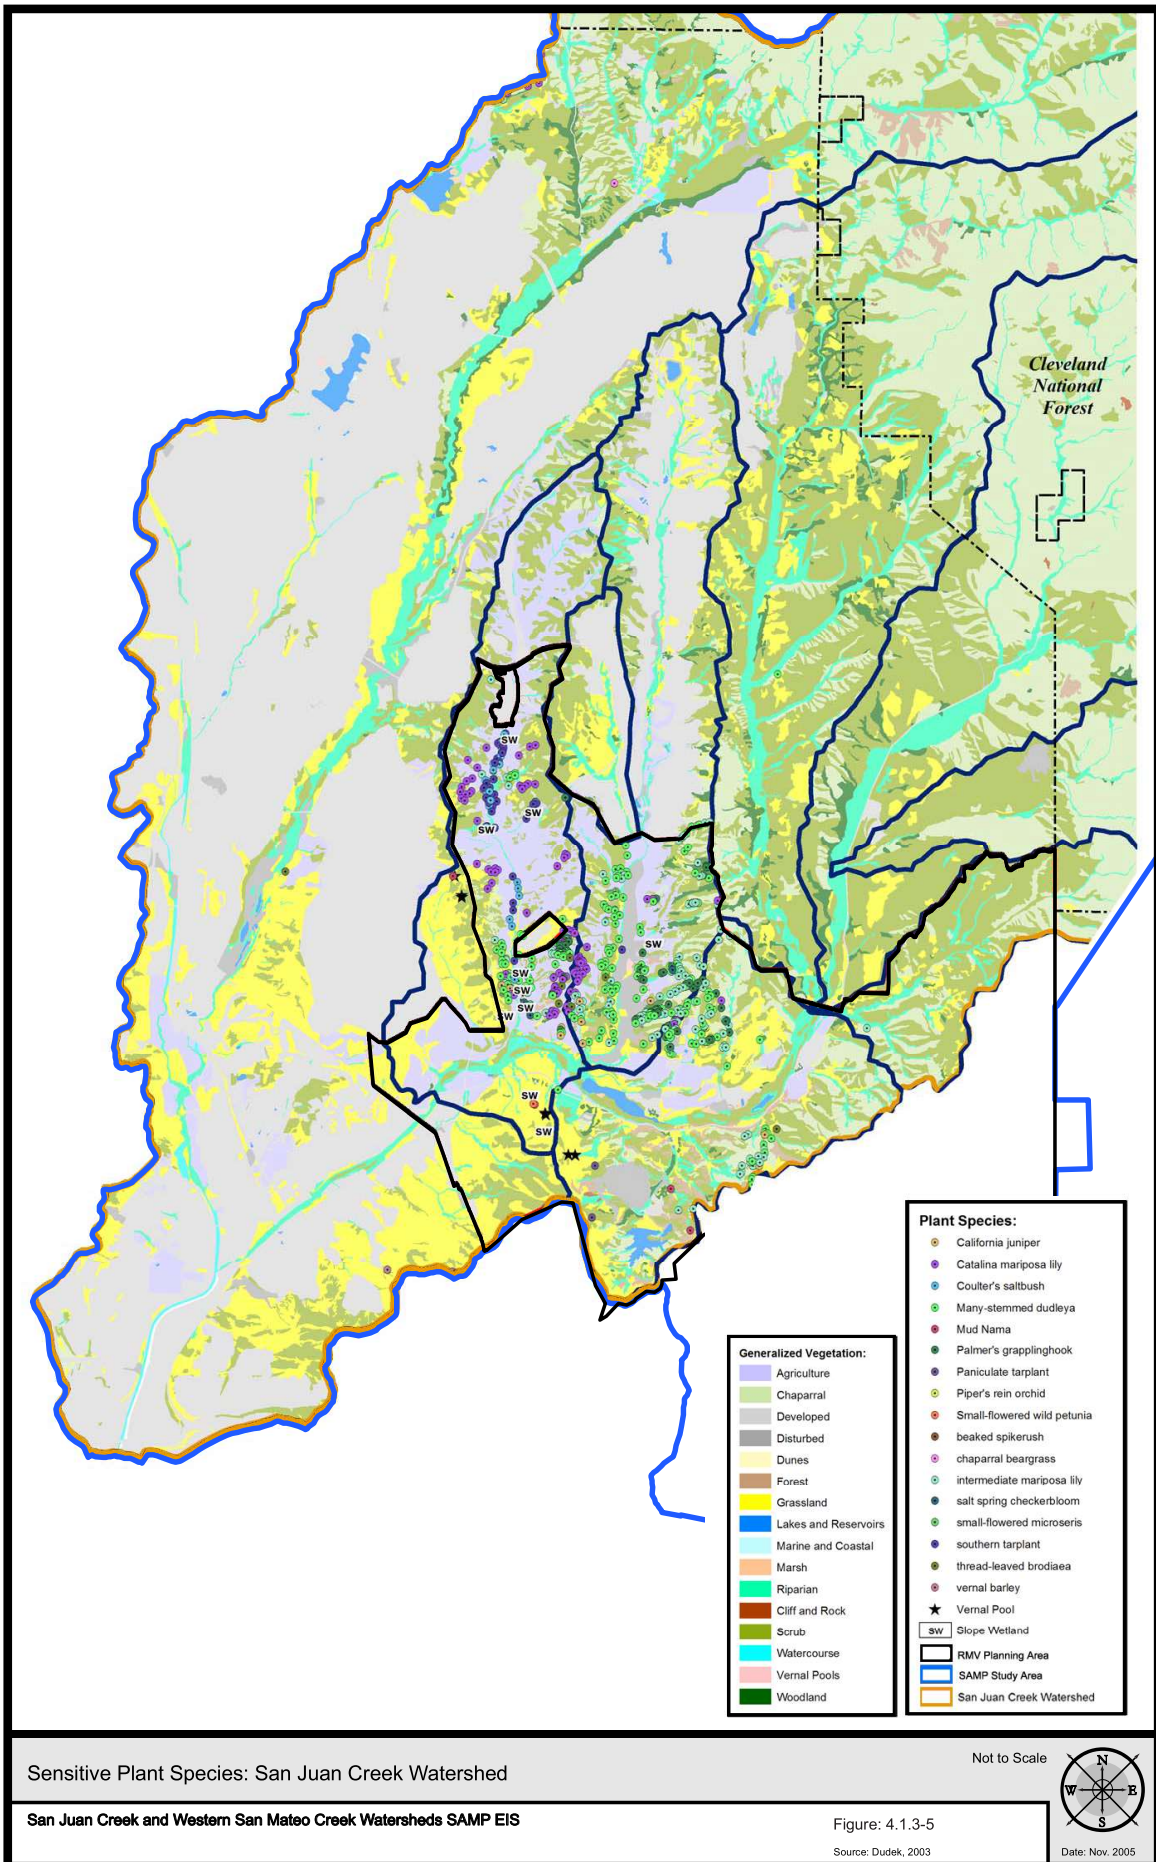 Cleveland
National
Forest
SW
SW
SW
SW
SW
SW
SW
SW
SW
SW
Plant Species:
California juniper
Catalina mariposa lily
Coulter's saltbush
Many-stemmed dudleya
Mud Nama
Palmer's grapplinghook
Paniculate tarplant
Piper's rein orchid
Small-flowered wild petunia
beaked spikerush
chaparral beargrass
intermediate mariposa lily
salt spring checkerbloom
small-flowered microseris
southern tarplant
thread-leaved brodiaea
vernal barley
Vernal Pool
SW Slope Wetland
RMV Planning Area
SAMP Study Area
San Juan Creek Watershed
Generalized Vegetation:
Agriculture
Chaparral
Developed
Disturbed
Dunes
Forest
Grassland
Lakes and Reservoirs
Marine and Coastal
Marsh
Riparian
Cliff and Rock
Scrub
Watercourse
Vernal Pools
Woodland
Sensitive Plant Species: San Juan Creek Watershed
Not to Scale
N
W E
S
San Juan Creek and Western San Mateo Creek Watersheds SAMP EIS
Figure: 4.1.3-5
Source: Dudek, 2003
Date: Nov. 2005